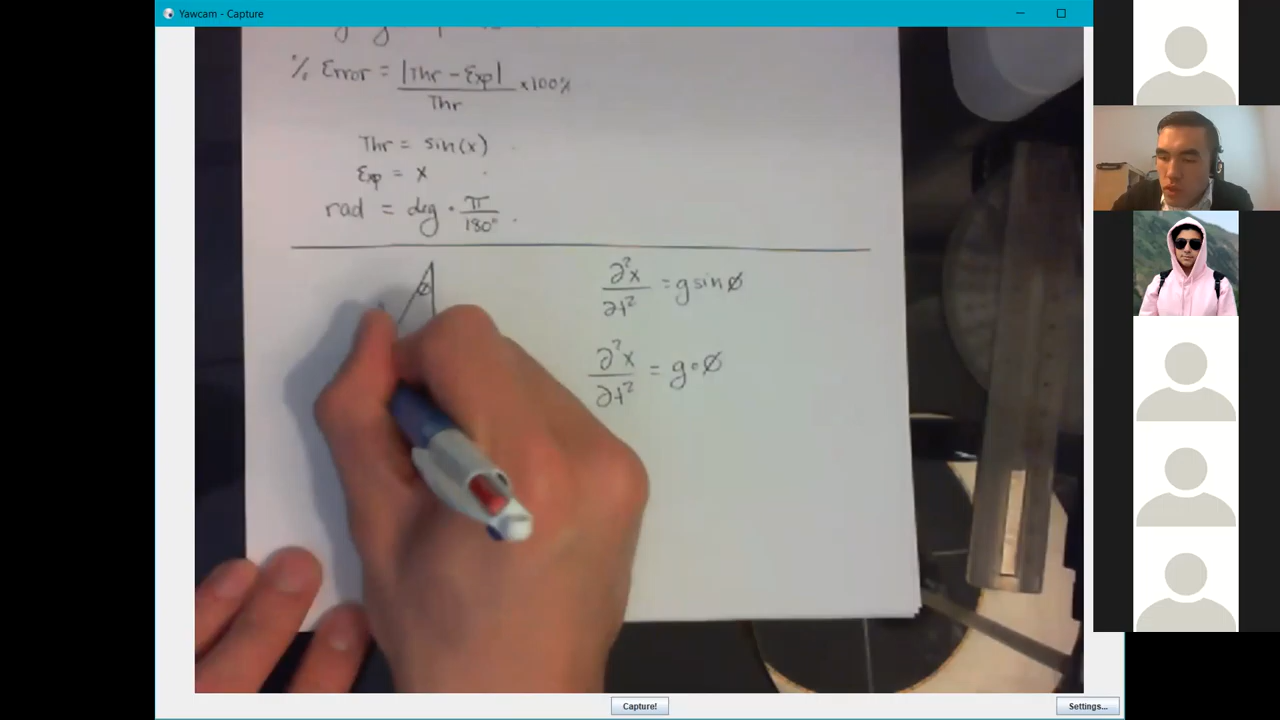 Yawcam - Capture
% Error = |Thr - Exp| / Thr × 100%
Thr = sin(x)
Exp = x
rad = deg · π / 180°
Ø
∂²x / ∂t² = g sin Ø
∂²x / ∂t² = g · Ø
Capture!
Settings...